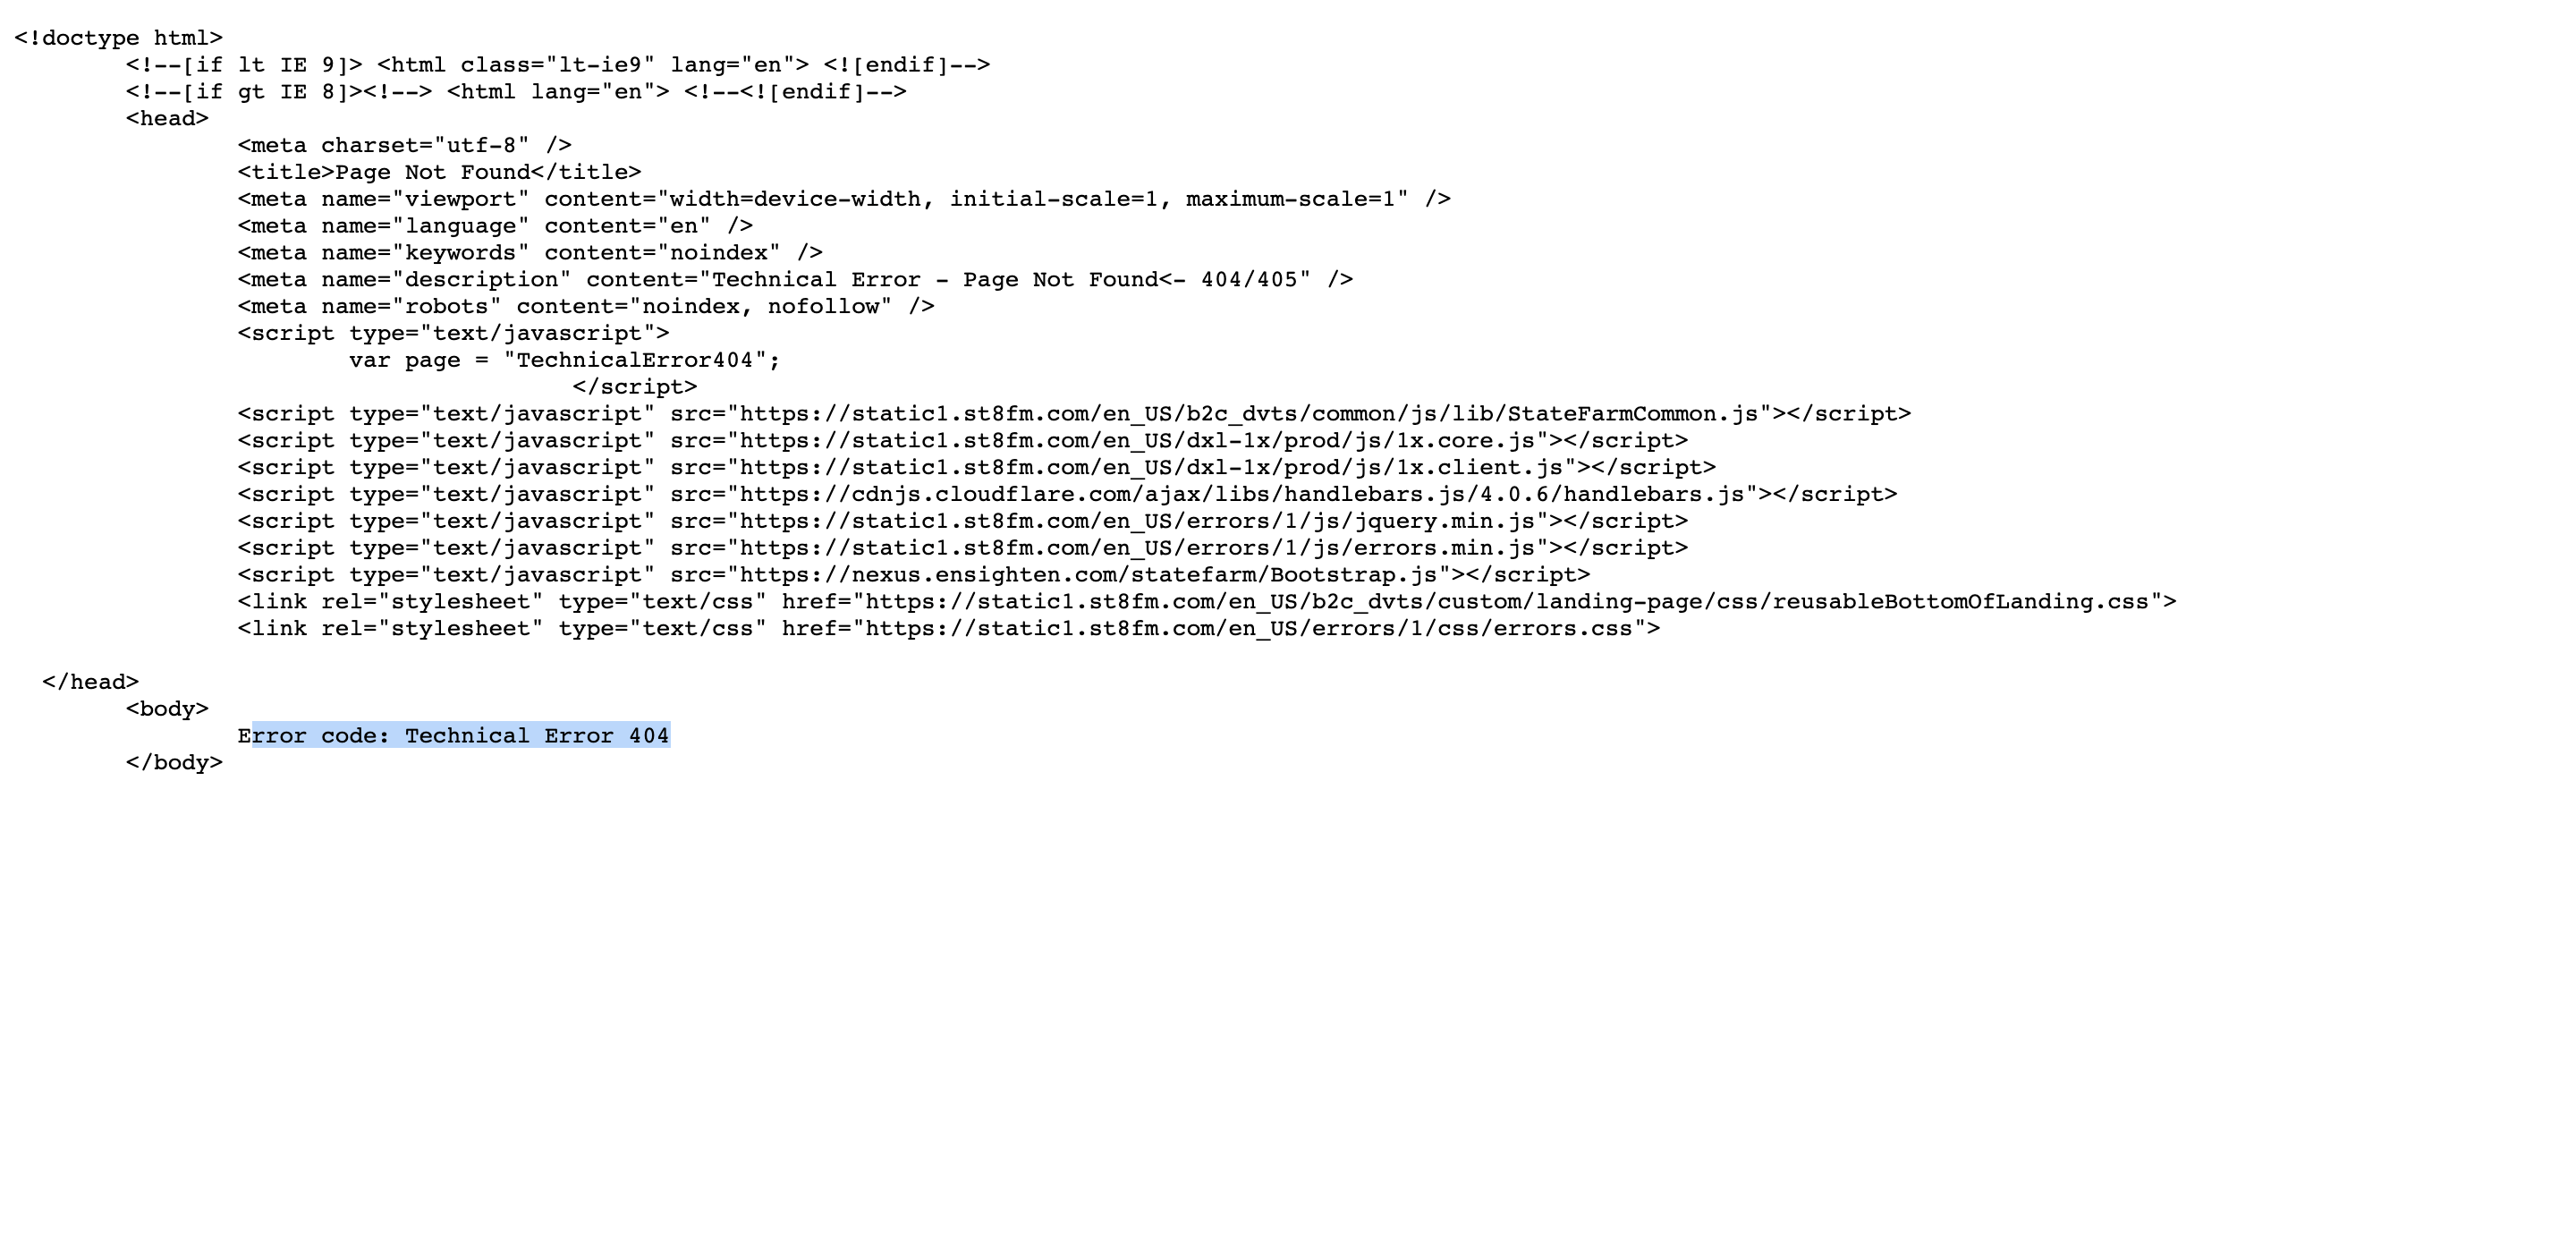 <!doctype html>
<!--[if lt IE 9]> <html class="lt-ie9" lang="en"> <![endif]-->
<!--[if gt IE 8]><!--> <html lang="en"> <!--<![endif]-->
<head>
<meta charset="utf-8" />
<title>Page Not Found</title>
<meta name="viewport" content="width=device-width, initial-scale=1, maximum-scale=1" />
<meta name="language" content="en" />
<meta name="keywords" content="noindex" />
<meta name="description" content="Technical Error - Page Not Found<- 404/405" />
<meta name="robots" content="noindex, nofollow" />
<script type="text/javascript">
var page = "TechnicalError404";
</script>
<script type="text/javascript" src="https://static1.st8fm.com/en_US/b2c_dvts/common/js/lib/StateFarmCommon.js"></script>
<script type="text/javascript" src="https://static1.st8fm.com/en_US/dxl-1x/prod/js/1x.core.js"></script>
<script type="text/javascript" src="https://static1.st8fm.com/en_US/dxl-1x/prod/js/1x.client.js"></script>
<script type="text/javascript" src="https://cdnjs.cloudflare.com/ajax/libs/handlebars.js/4.0.6/handlebars.js"></script>
<script type="text/javascript" src="https://static1.st8fm.com/en_US/errors/1/js/jquery.min.js"></script>
<script type="text/javascript" src="https://static1.st8fm.com/en_US/errors/1/js/errors.min.js"></script>
<script type="text/javascript" src="https://nexus.ensighten.com/statefarm/Bootstrap.js"></script>
<link rel="stylesheet" type="text/css" href="https://static1.st8fm.com/en_US/b2c_dvts/custom/landing-page/css/reusableBottomOfLanding.css">
<link rel="stylesheet" type="text/css" href="https://static1.st8fm.com/en_US/errors/1/css/errors.css">
</head>
<body>
Error code: Technical Error 404
</body>